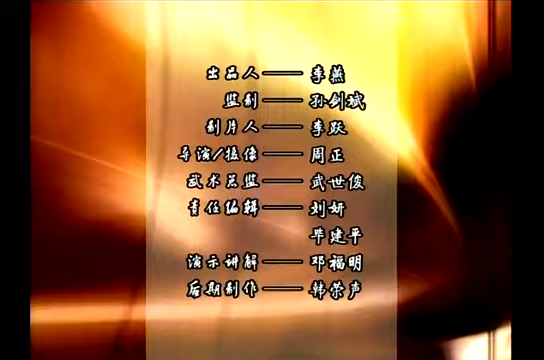 出品人——李燕
监制——孙剑斌
制片人——李跃
导演/摄像——周正
武术总监——武世俊
责任编辑——刘妍
毕建平
演示讲解——邓福明
后期制作——韩荣声